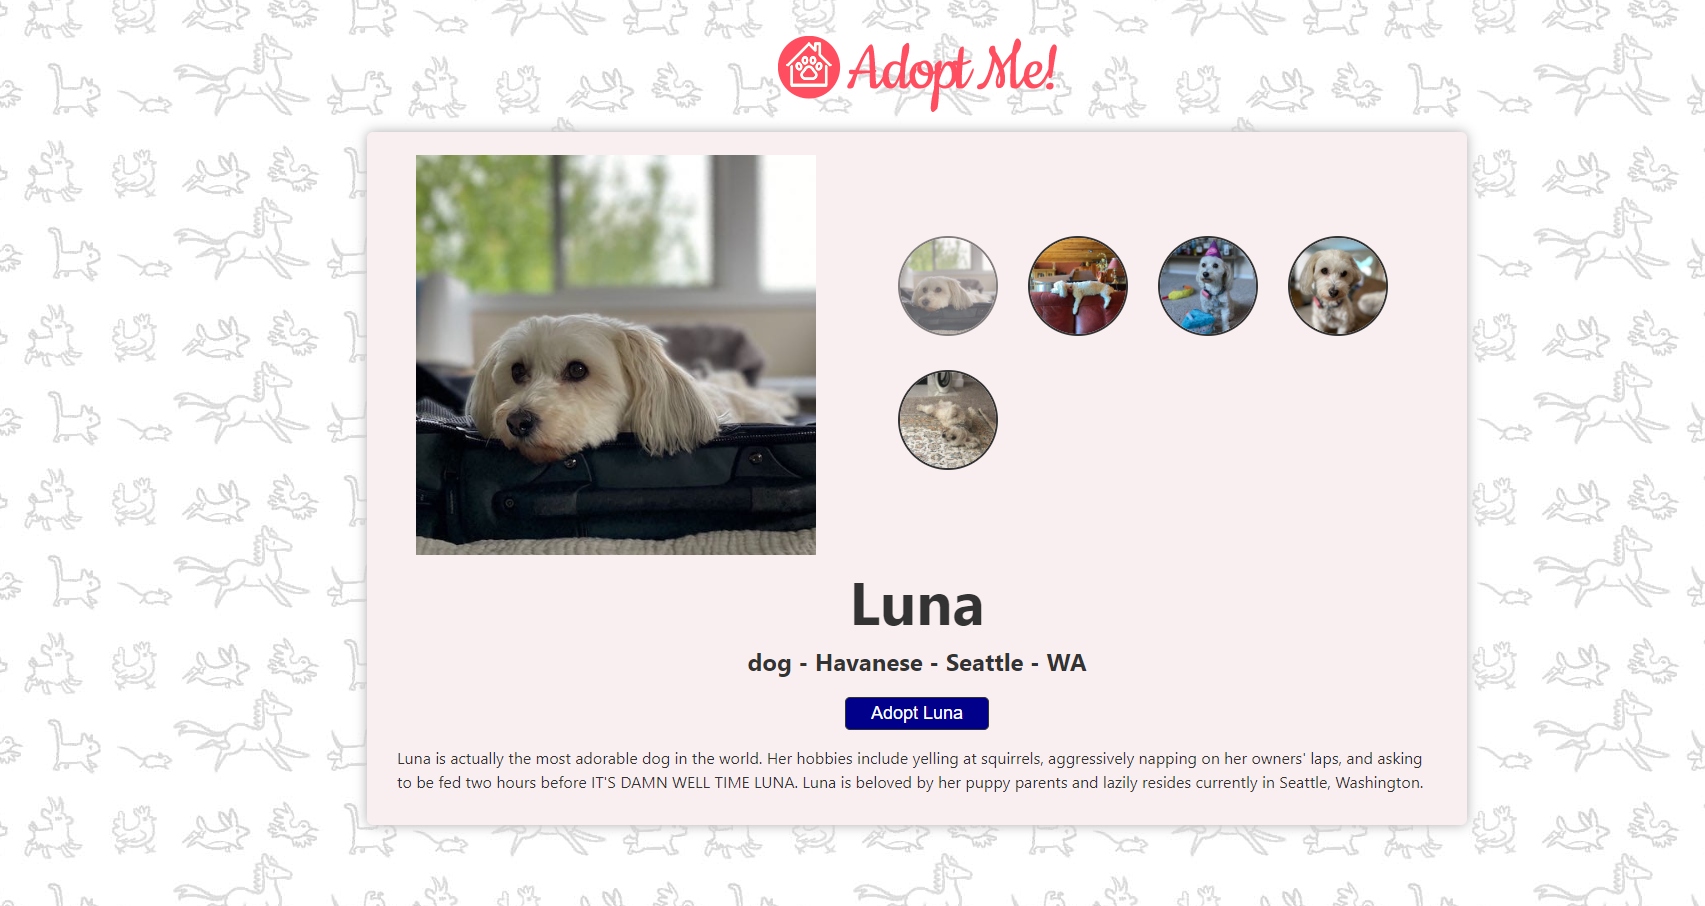 Adopt Me!
Luna
dog - Havanese - Seattle - WA
Adopt Luna
Luna is actually the most adorable dog in the world. Her hobbies include yelling at squirrels, aggressively napping on her owners' laps, and asking
to be fed two hours before IT'S DAMN WELL TIME LUNA. Luna is beloved by her puppy parents and lazily resides currently in Seattle, Washington.